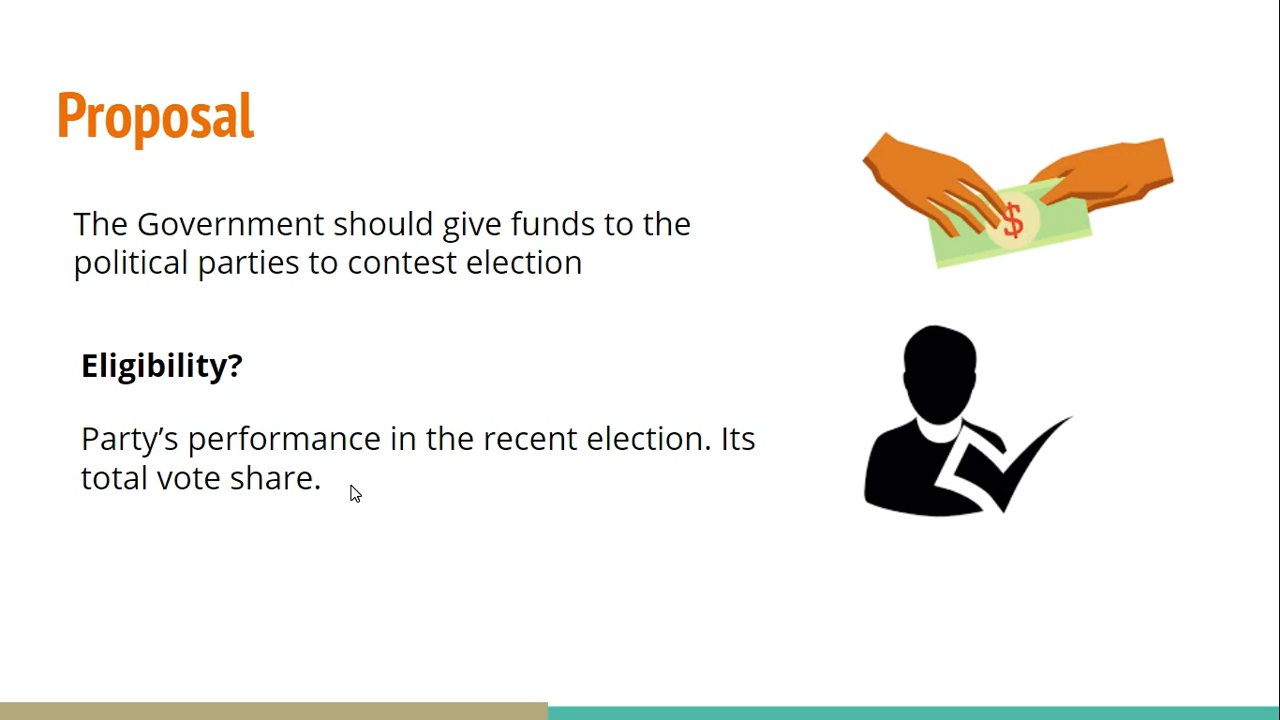 Proposal
The Government should give funds to the
political parties to contest election
$
Eligibility?
Party’s performance in the recent election. Its
total vote share.